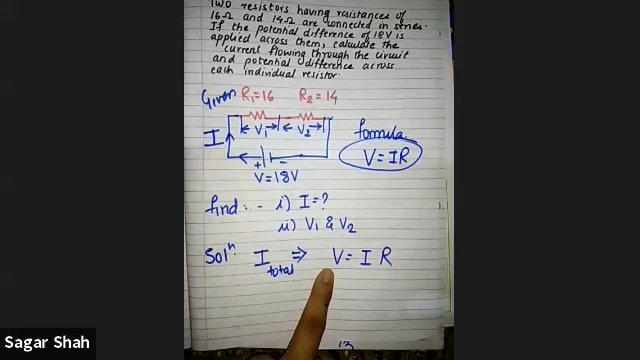 Two resistors having resistances of
16Ω and 14Ω are connected in series.
If the potential difference of 18V is
applied across them, calculate the
current flowing through the circuit
and potential difference across
each individual resistor.
Given R₁=16 R₂=14
V₁ V₂
I
+ -
V=18V
formula
V=IR
find:- i) I=?
ii) V₁ & V₂
Solⁿ. I total ⇒ V= I R
13
Sagar Shah